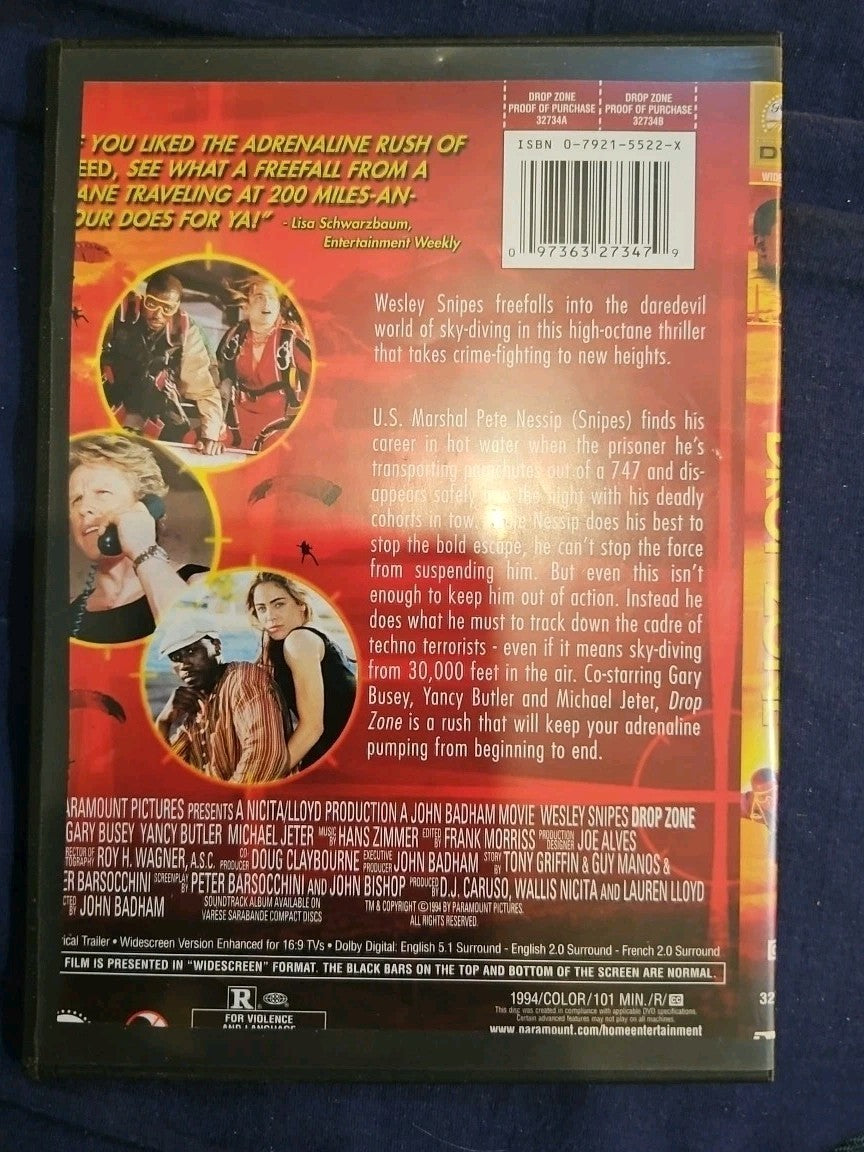 DROP ZONE
PROOF OF PURCHASE
32734A
DROP ZONE
PROOF OF PURCHASE
32734B
ISBN 0-7921-5522-X
0 97363 27347 9
YOU LIKED THE ADRENALINE RUSH OF
EED, SEE WHAT A FREEFALL FROM A
ANE TRAVELING AT 200 MILES-AN-
OUR DOES FOR YA!" - Lisa Schwarzbaum,
Entertainment Weekly
Wesley Snipes freefalls into the daredevil
world of sky-diving in this high-octane thriller
that takes crime-fighting to new heights.
U.S. Marshal Pete Nessip (Snipes) finds his
career in hot water when the prisoner he's
transporting parachutes out of a 747 and dis-
appears safely the night with his deadly
cohorts in tow. Nessip does his best to
stop the bold escape, he can't stop the force
from suspending him. But even this isn't
enough to keep him out of action. Instead he
does what he must to track down the cadre of
techno terrorists - even if it means sky-diving
from 30,000 feet in the air. Co-starring Gary
Busey, Yancy Butler and Michael Jeter, Drop
Zone is a rush that will keep your adrenaline
pumping from beginning to end.
ARAMOUNT PICTURES PRESENTS A NICITA/LLOYD PRODUCTION A JOHN BADHAM MOVIE WESLEY SNIPES DROP ZONE
GARY BUSEY YANCY BUTLER MICHAEL JETER MUSIC BY HANS ZIMMER EDITED BY FRANK MORRISS PRODUCTION DESIGNER JOE ALVES
RECTOR OF TOGRAPHY ROY H. WAGNER, A.S.C. CO-PRODUCER DOUG CLAYBOURNE EXECUTIVE PRODUCER JOHN BADHAM STORY BY TONY GRIFFIN & GUY MANOS &
ER BARSOCCHINI SCREENPLAY BY PETER BARSOCCHINI AND JOHN BISHOP PRODUCED BY D.J. CARUSO, WALLIS NICITA AND LAUREN LLOYD
CTED BY JOHN BADHAM SOUNDTRACK ALBUM AVAILABLE ON VARESE SARABANDE COMPACT DISCS TM & COPYRIGHT © 1994 BY PARAMOUNT PICTURES. ALL RIGHTS RESERVED.
rical Trailer • Widescreen Version Enhanced for 16:9 TVs • Dolby Digital: English 5.1 Surround - English 2.0 Surround - French 2.0 Surround
FILM IS PRESENTED IN "WIDESCREEN" FORMAT. THE BLACK BARS ON THE TOP AND BOTTOM OF THE SCREEN ARE NORMAL.
R
FOR VIOLENCE
AND LANGUAGE
1994/COLOR/101 MIN./R/CC
This disc was created in compliance with applicable DVD specifications.
Certain advanced features may not play on all machines.
www.paramount.com/homeentertainment
WIDE
DROP ZONE
32